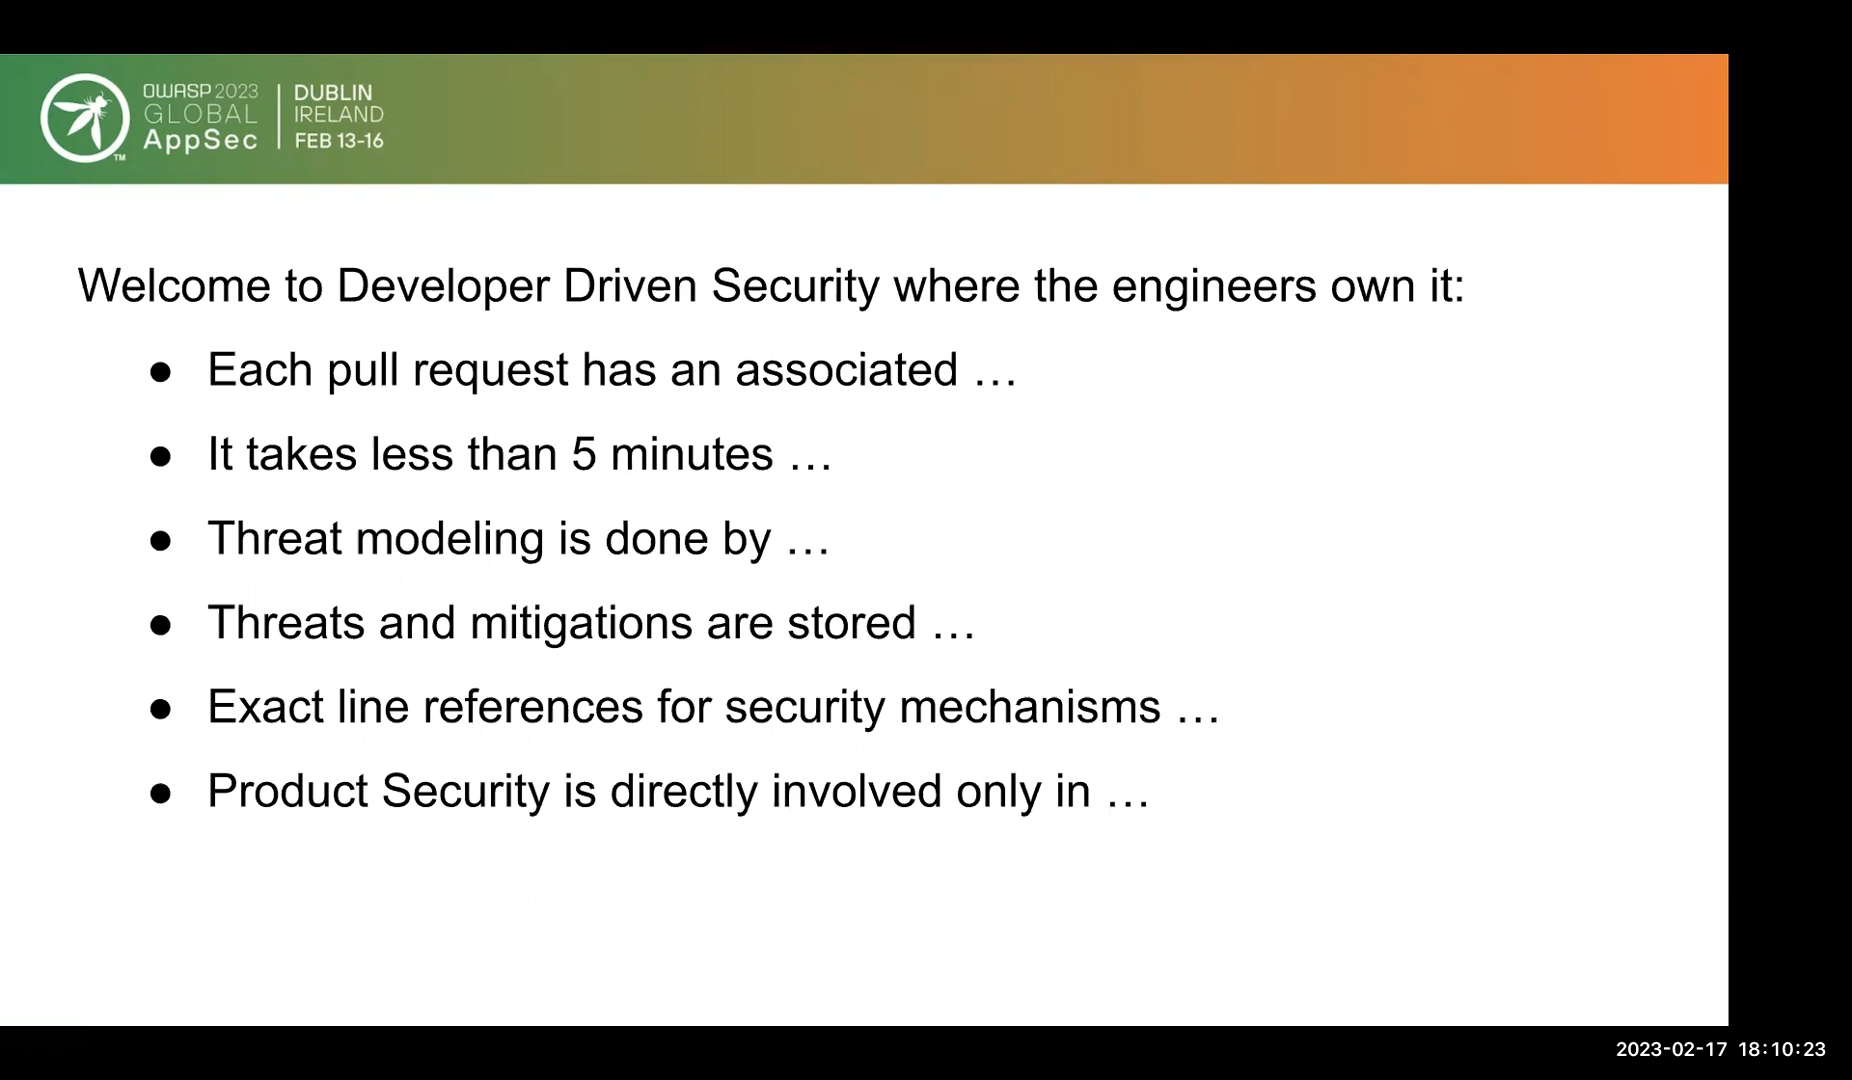 OWASP 2023
GLOBAL
AppSec
TM
DUBLIN
IRELAND
FEB 13-16
Welcome to Developer Driven Security where the engineers own it:
● Each pull request has an associated …
● It takes less than 5 minutes …
● Threat modeling is done by …
● Threats and mitigations are stored …
● Exact line references for security mechanisms …
● Product Security is directly involved only in …
2023-02-17 18:10:23